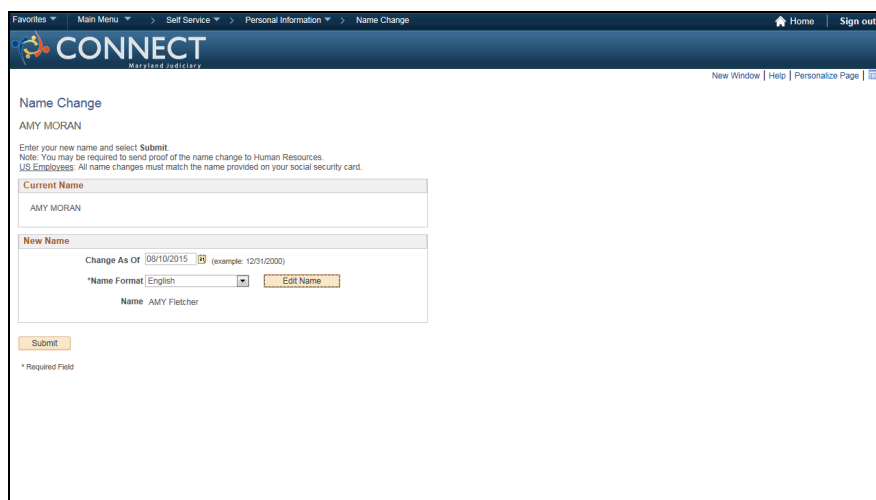 Favorites Main Menu > Self Service > Personal Information > Name Change Home Sign out
CONNECT
Maryland Judiciary
New Window | Help | Personalize Page |
Name Change
AMY MORAN
Enter your new name and select Submit.
Note: You may be required to send proof of the name change to Human Resources.
US Employees: All name changes must match the name provided on your social security card.
Current Name
AMY MORAN
New Name
Change As Of 08/10/2015 (example: 12/31/2000)
*Name Format English Edit Name
Name AMY Fletcher
Submit
* Required Field